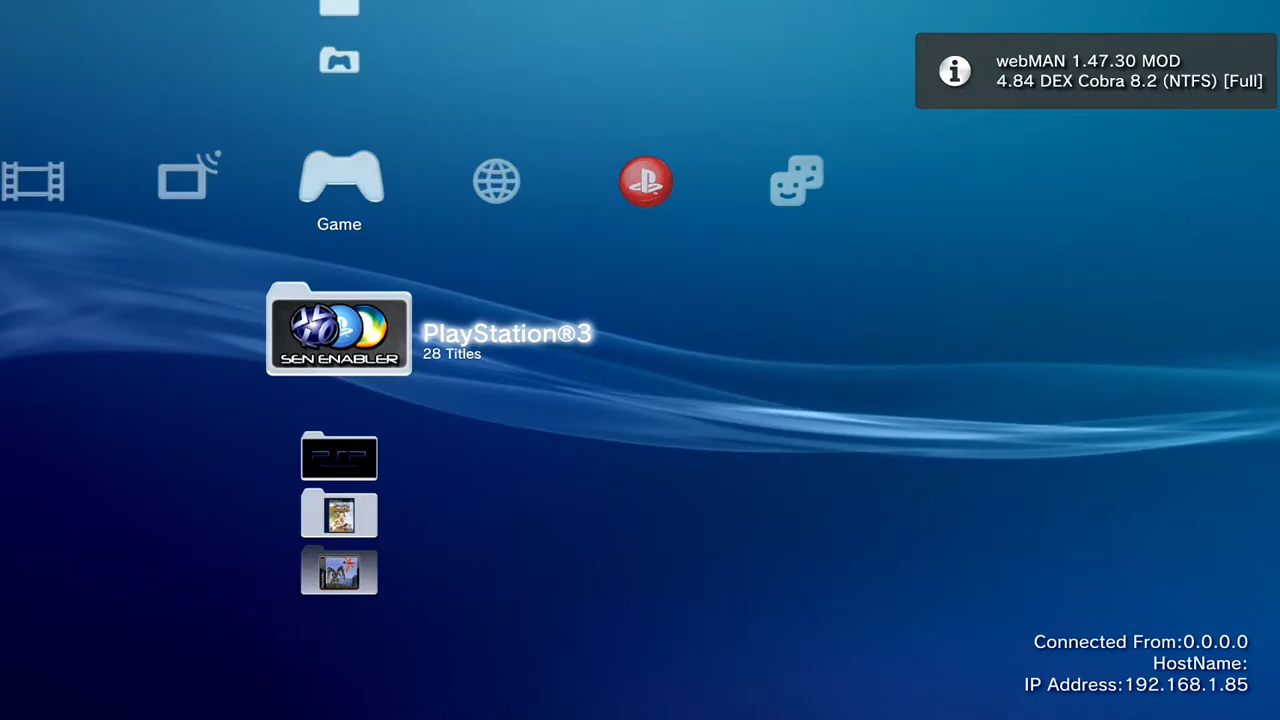 webMAN 1.47.30 MOD
4.84 DEX Cobra 8.2 (NTFS) [Full]
Game
SEN ENABLER
PlayStation®3
28 Titles
PSP
Connected From:0.0.0.0
HostName:
IP Address:192.168.1.85